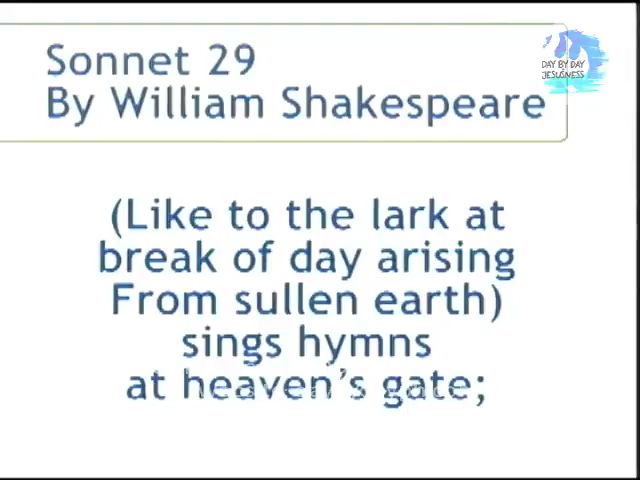 Sonnet 29
By William Shakespeare
DAY BY DAY
JESUSNESS
(Like to the lark at
break of day arising
From sullen earth)
sings hymns
at heaven's gate;